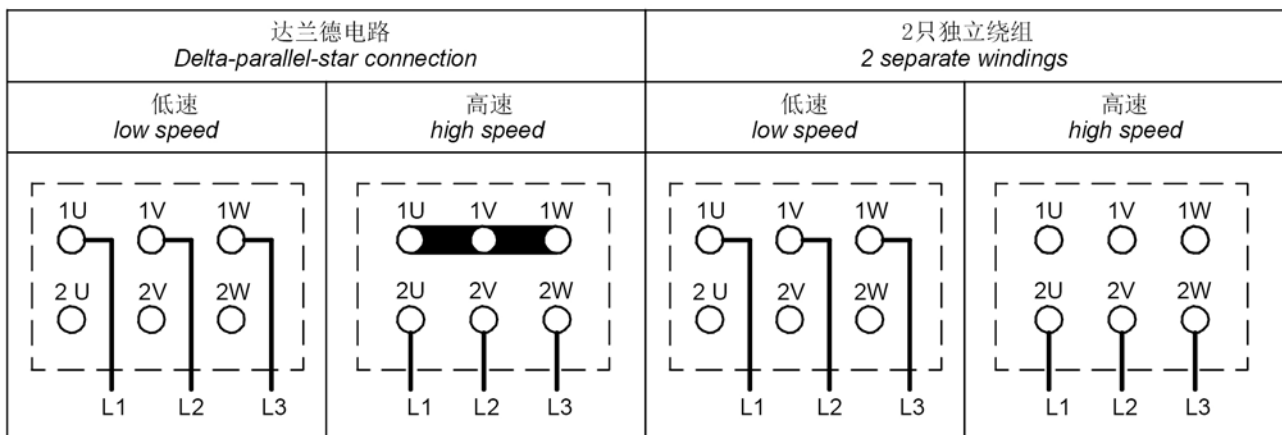 达兰德电路
Delta-parallel-star connection
2只独立绕组
2 separate windings
低速
low speed
高速
high speed
低速
low speed
高速
high speed
1U 1V 1W
2 U 2V 2W
L1 L2 L3
1U 1V 1W
2U 2V 2W
L1 L2 L3
1U 1V 1W
2 U 2V 2W
L1 L2 L3
1U 1V 1W
2U 2V 2W
L1 L2 L3